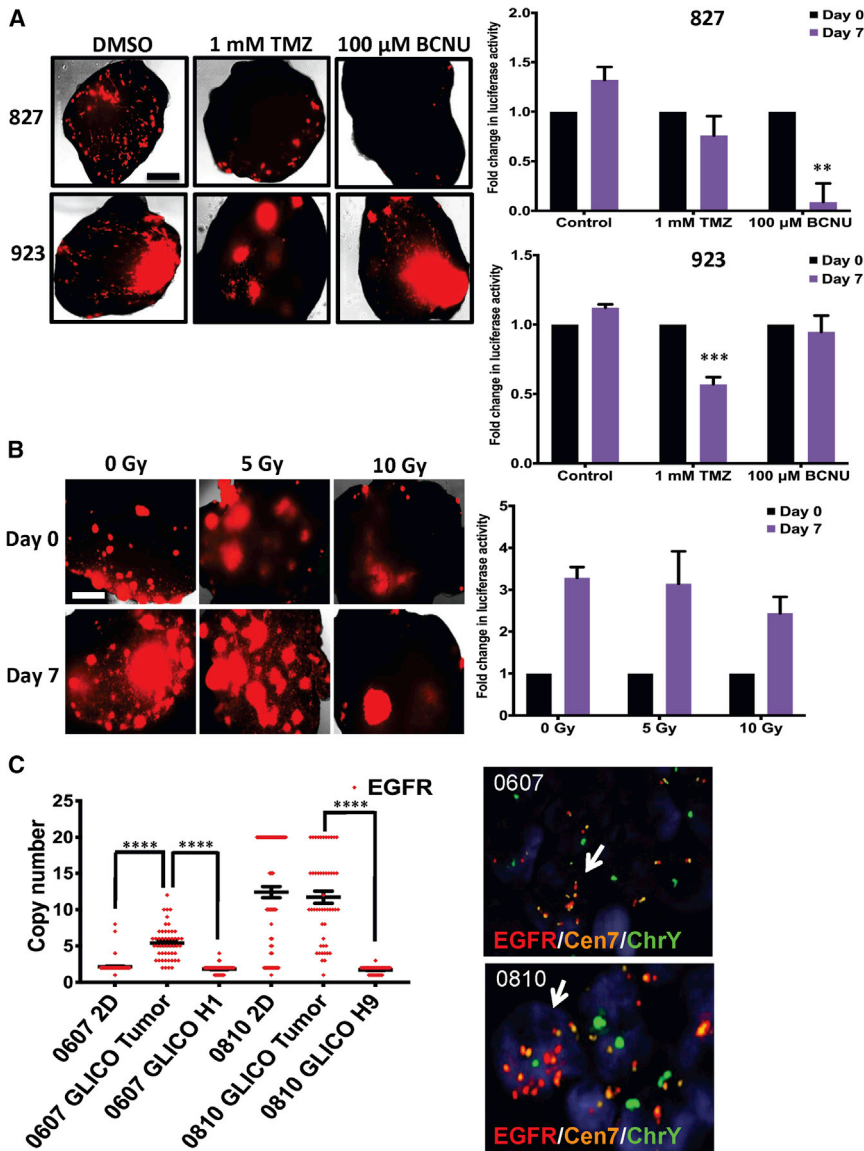 A
DMSO
1 mM TMZ
100 µM BCNU
827
923
827
Day 0
Day 7
Fold change in luciferase activity
2.0
1.5
1.0
0.5
0.0
**
Control
1 mM TMZ
100 µM BCNU
923
Day 0
Day 7
Fold change in luciferase activity
1.5
1.0
0.5
0.0
***
Control
1 mM TMZ
100 µM BCNU
B
0 Gy
5 Gy
10 Gy
Day 0
Day 7
Day 0
Day 7
Fold change in luciferase activity
5
4
3
2
1
0
0 Gy
5 Gy
10 Gy
C
EGFR
Copy number
25
20
15
10
5
0
****
****
****
0607 2D
0607 GLICO Tumor
0607 GLICO H1
0810 2D
0810 GLICO Tumor
0810 GLICO H9
0607
EGFR/Cen7/ChrY
0810
EGFR/Cen7/ChrY